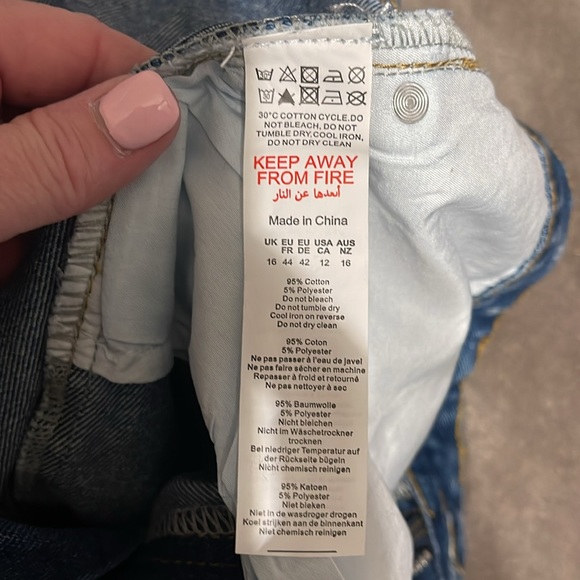 30°C COTTON CYCLE.DO
NOT BLEACH, DO NOT
TUMBLE DRY,COOL IRON,
DO NOT DRY CLEAN
KEEP AWAY
FROM FIRE
أبعدها عن النار
Made in China
UK EU EU USA AUS
FR DE CA NZ
16 44 42 12 16
95% Cotton
5% Polyester
Do not bleach
Do not tumble dry
Cool iron on reverse
Do not dry clean
95% Coton
5% Polyester
Ne pas passer à l'eau de javel
Ne pas faire sécher en machine
Repasser à froid et retourné
Ne pas nettoyer à sec
95% Baumwolle
5% Polyester
Nicht bleichen
Nicht im Wäschetrockner
trocknen
Bei niedriger Temperatur auf
der Rückseite bügeln
Nicht chemisch reinigen
95% Katoen
5% Polyester
Niet bleken
Niet in de wasdroger drogen
Koel strijken aan de binnenkant
Niet chemisch reinigen